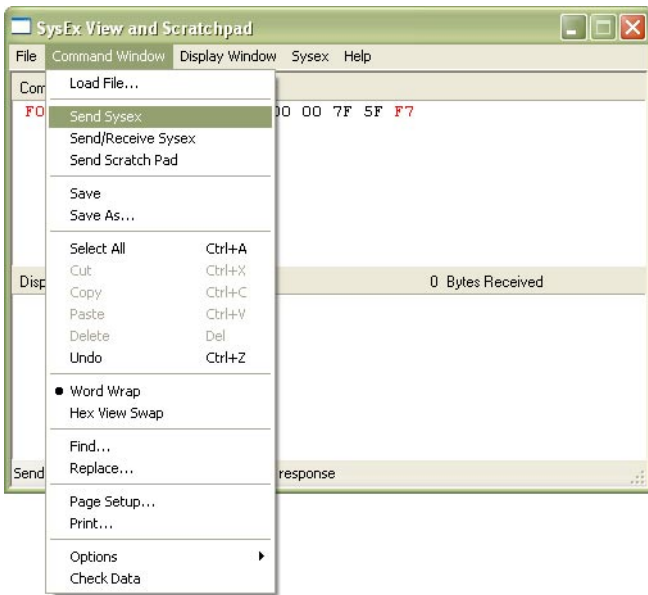 SysEx View and Scratchpad
File Command Window Display Window Sysex Help
Com
Load File...
F0 00 00 7F 5F F7
Send Sysex
Send/Receive Sysex
Send Scratch Pad
Save
Save As...
Select All Ctrl+A
Cut Ctrl+X
Disp 0 Bytes Received
Copy Ctrl+C
Paste Ctrl+V
Delete Del
Undo Ctrl+Z
Word Wrap
Hex View Swap
Find...
Replace...
Send response
Page Setup...
Print...
Options
Check Data